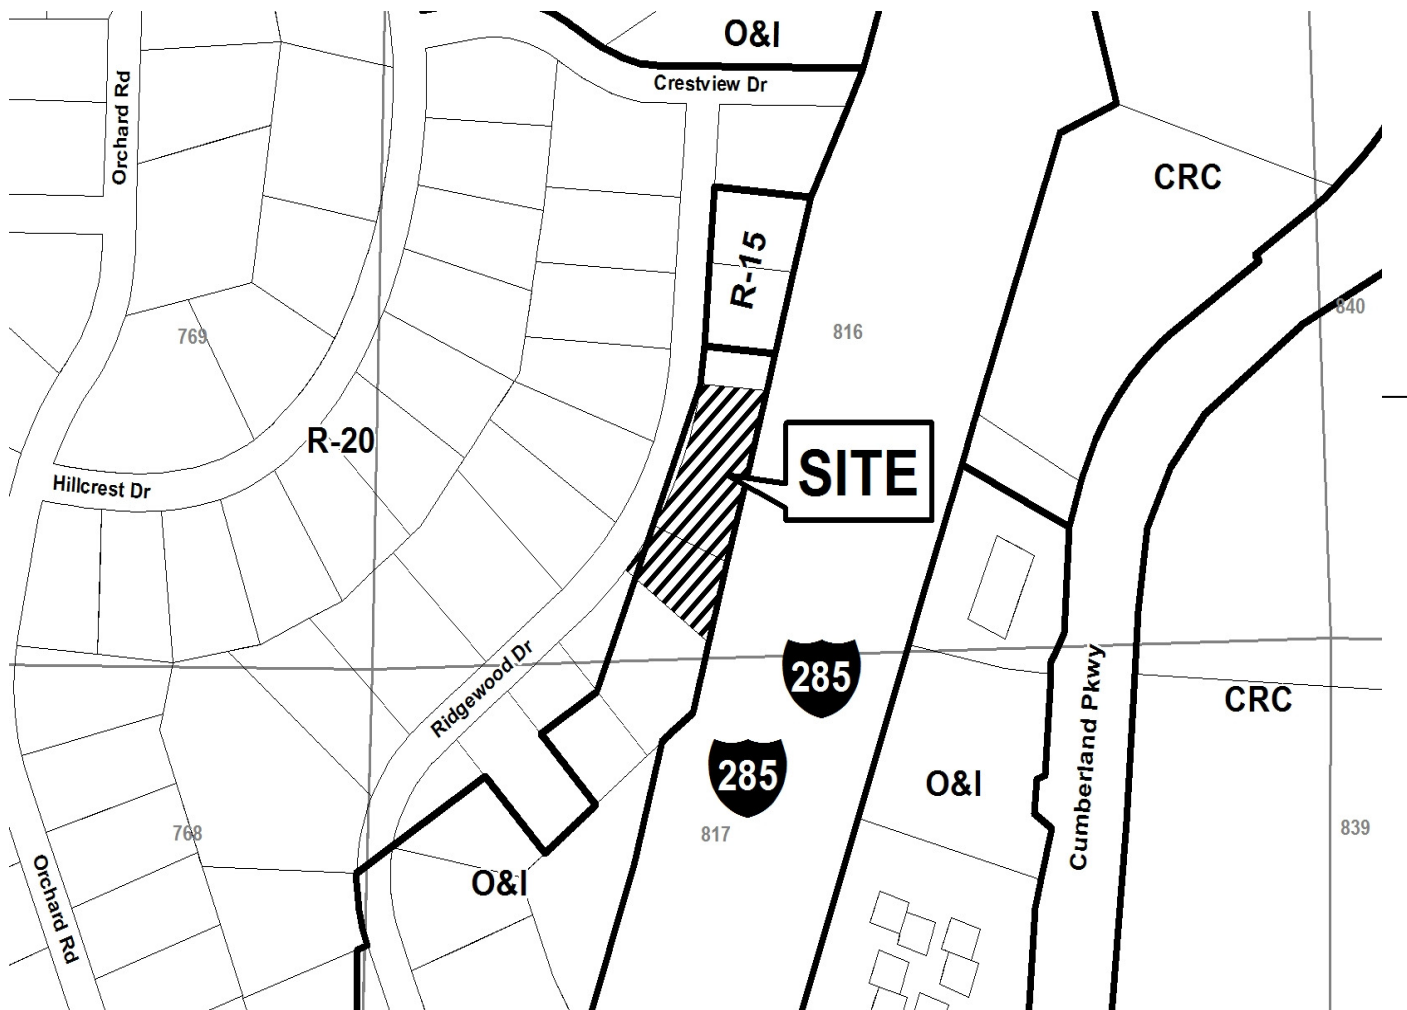 O&I
Crestview Dr
Orchard Rd
CRC
R-15
769
816
840
R-20
SITE
Hillcrest Dr
285
Ridgewood Dr
CRC
Cumberland Pkwy
285
O&I
768
817
839
O&I
Orchard Rd